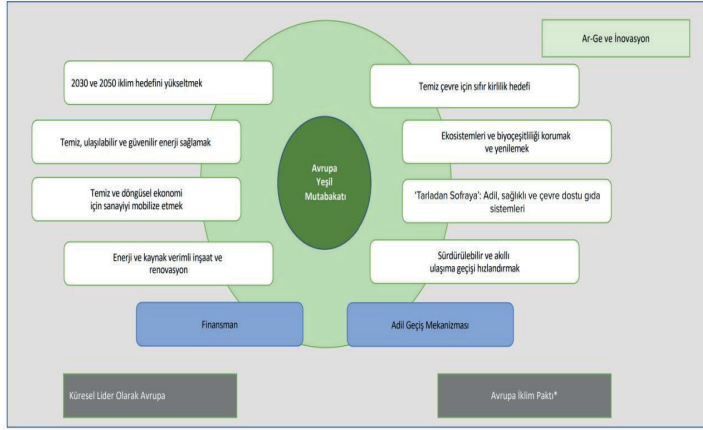 Ar-Ge ve İnovasyon
2030 ve 2050 iklim hedefini yükseltmek
Temiz çevre için sıfır kirlilik hedefi
Temiz, ulaşılabilir ve güvenilir enerji sağlamak
Ekosistemleri ve biyoçeşitliliği korumak
ve yenilemek
Avrupa
Yeşil
Mutabakatı
Temiz ve döngüsel ekonomi
için sanayiyi mobilize etmek
'Tarladan Sofraya': Adil, sağlıklı ve çevre dostu gıda
sistemleri
Enerji ve kaynak verimli inşaat ve
renovasyon
Sürdürülebilir ve akıllı
ulaşıma geçişi hızlandırmak
Finansman
Adil Geçiş Mekanizması
Küresel Lider Olarak Avrupa
Avrupa İklim Paktı*